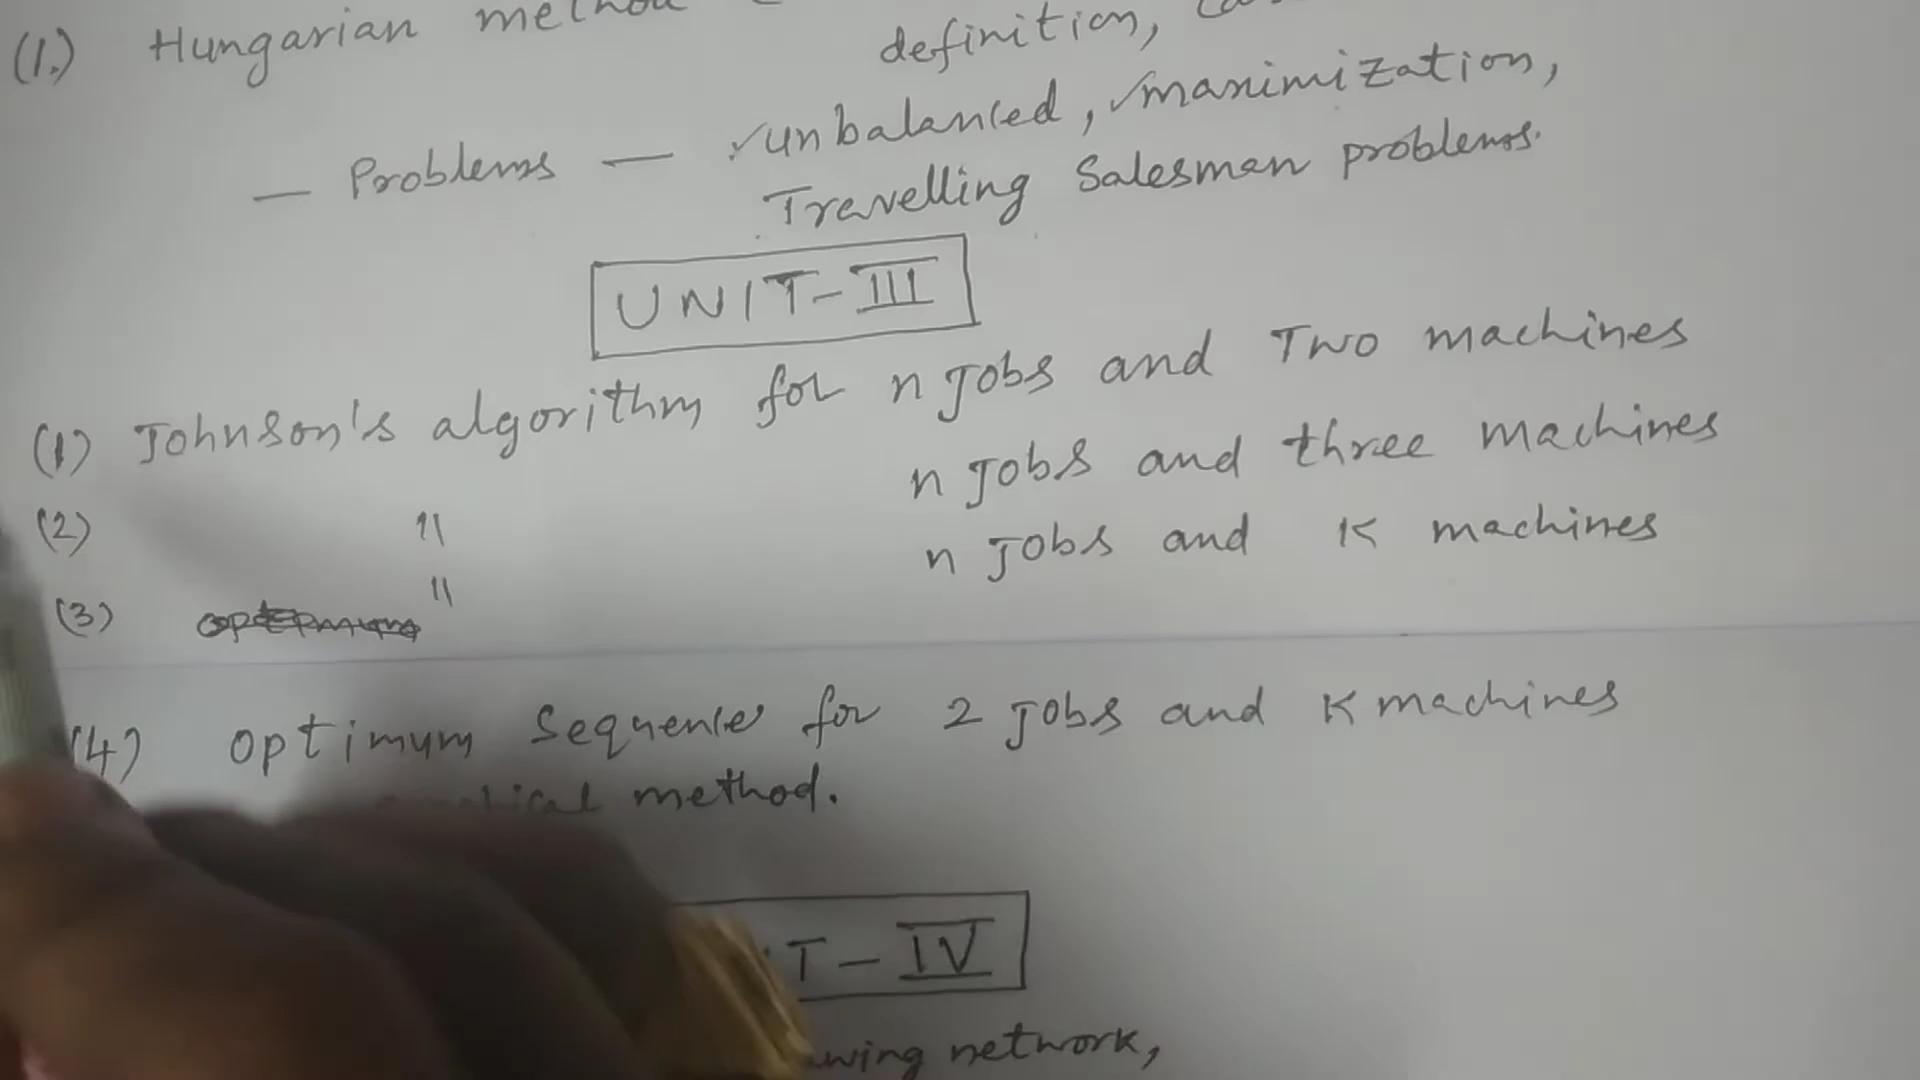 (1.) Hungarian method
definition,
— Problems — ✓unbalanced, ✓maximization,
Travelling Salesman problems.
UNIT-III
(1) Johnson's algorithm for n Jobs and Two machines
(2) " n Jobs and three machines
(3) " n Jobs and K machines
(4) optimum Sequence for 2 Jobs and K machines
method.
T-IV
network,